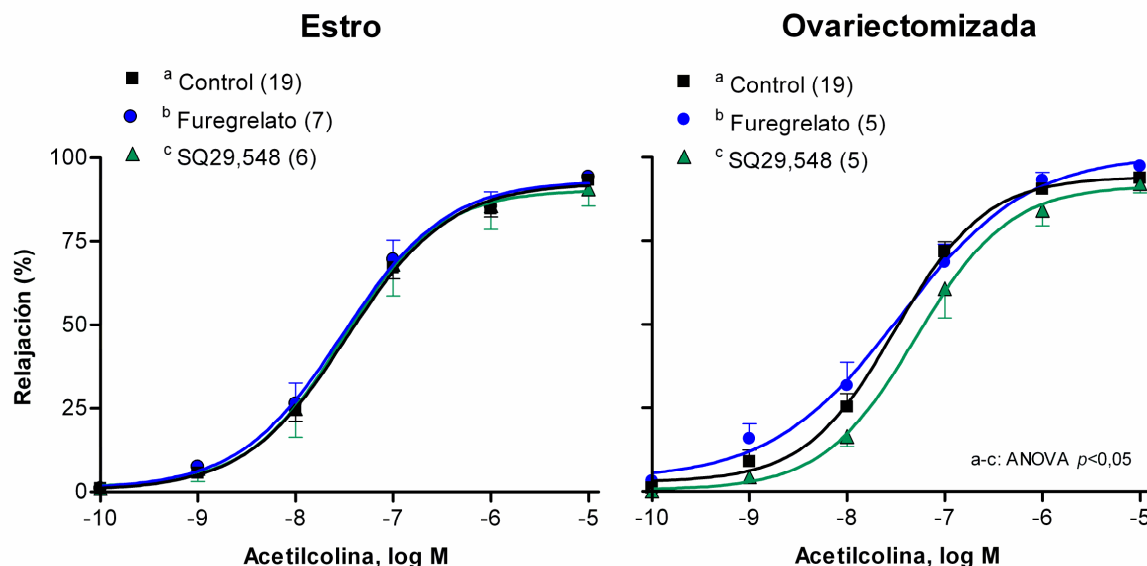 Estro
a Control (19)
b Furegrelato (7)
c SQ29,548 (6)
100
75
50
25
0
Relajación (%)
-10 -9 -8 -7 -6 -5
Acetilcolina, log M
Ovariectomizada
a Control (19)
b Furegrelato (5)
c SQ29,548 (5)
a-c: ANOVA p<0,05
-10 -9 -8 -7 -6 -5
Acetilcolina, log M